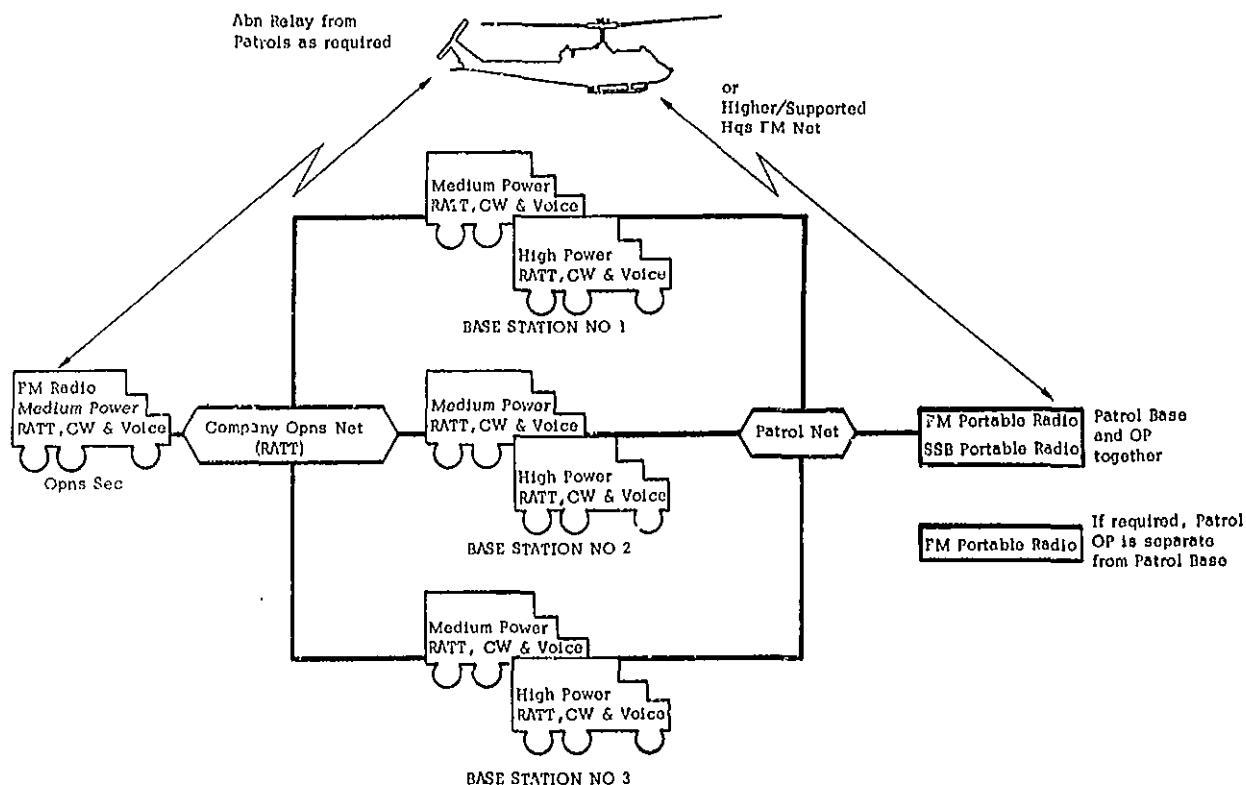 Abn Relay from
Patrols as required
or
Higher/Supported
Hqs FM Net
Medium Power
RATT, CW & Voice
High Power
RATT, CW & Voice
BASE STATION NO 1
FM Radio
Medium Power
RATT, CW & Voice
Opns Sec
Company Opns Net
(RATT)
Medium Power
RATT, CW & Voice
High Power
RATT, CW & Voice
BASE STATION NO 2
Patrol Net
FM Portable Radio
SSB Portable Radio
Patrol Base
and OP
together
FM Portable Radio
If required, Patrol
OP is separate
from Patrol Base
Medium Power
RATT, CW & Voice
High Power
RATT, CW & Voice
BASE STATION NO 3